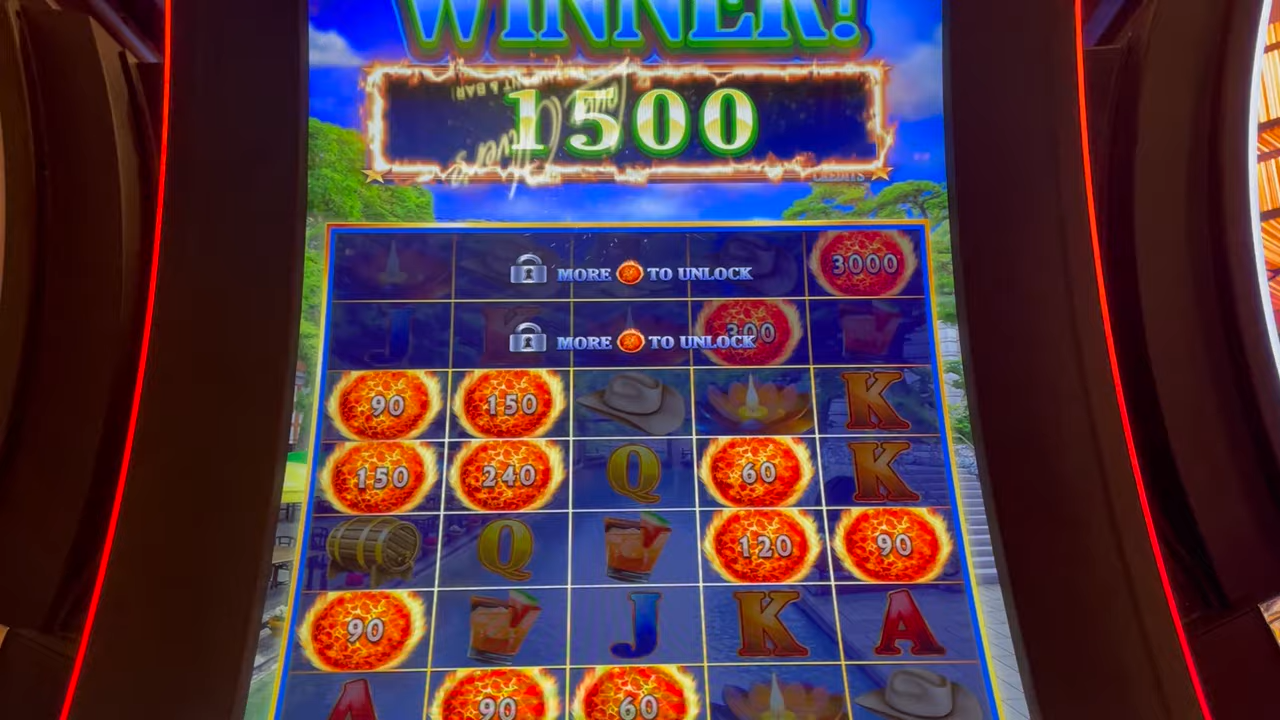 WINNER!
1500
CREDITS
3000
MORE TO UNLOCK
300
MORE TO UNLOCK
90 150 K
150 240 Q 60 K
Q 120 90
90 J K A
A 90 60